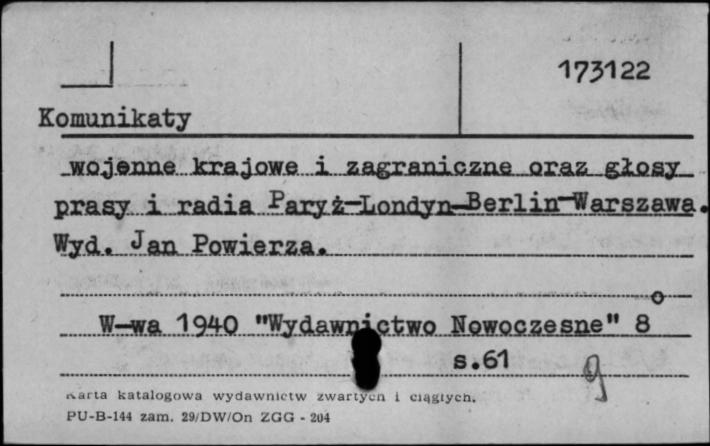 173122
Komunikaty
wojenne krajowe i zagraniczne oraz głosy
prasy i radia Paryż-Londyn-Berlin-Warszawa.
Wyd. Jan Powierza.
W-wa 1940 "Wydawnictwo Nowoczesne" 8°
s.61 g
Karta katalogowa wydawnictw zwartych i ciągłych.
PU-B-144 zam. 29/DW/On ZGG - 204